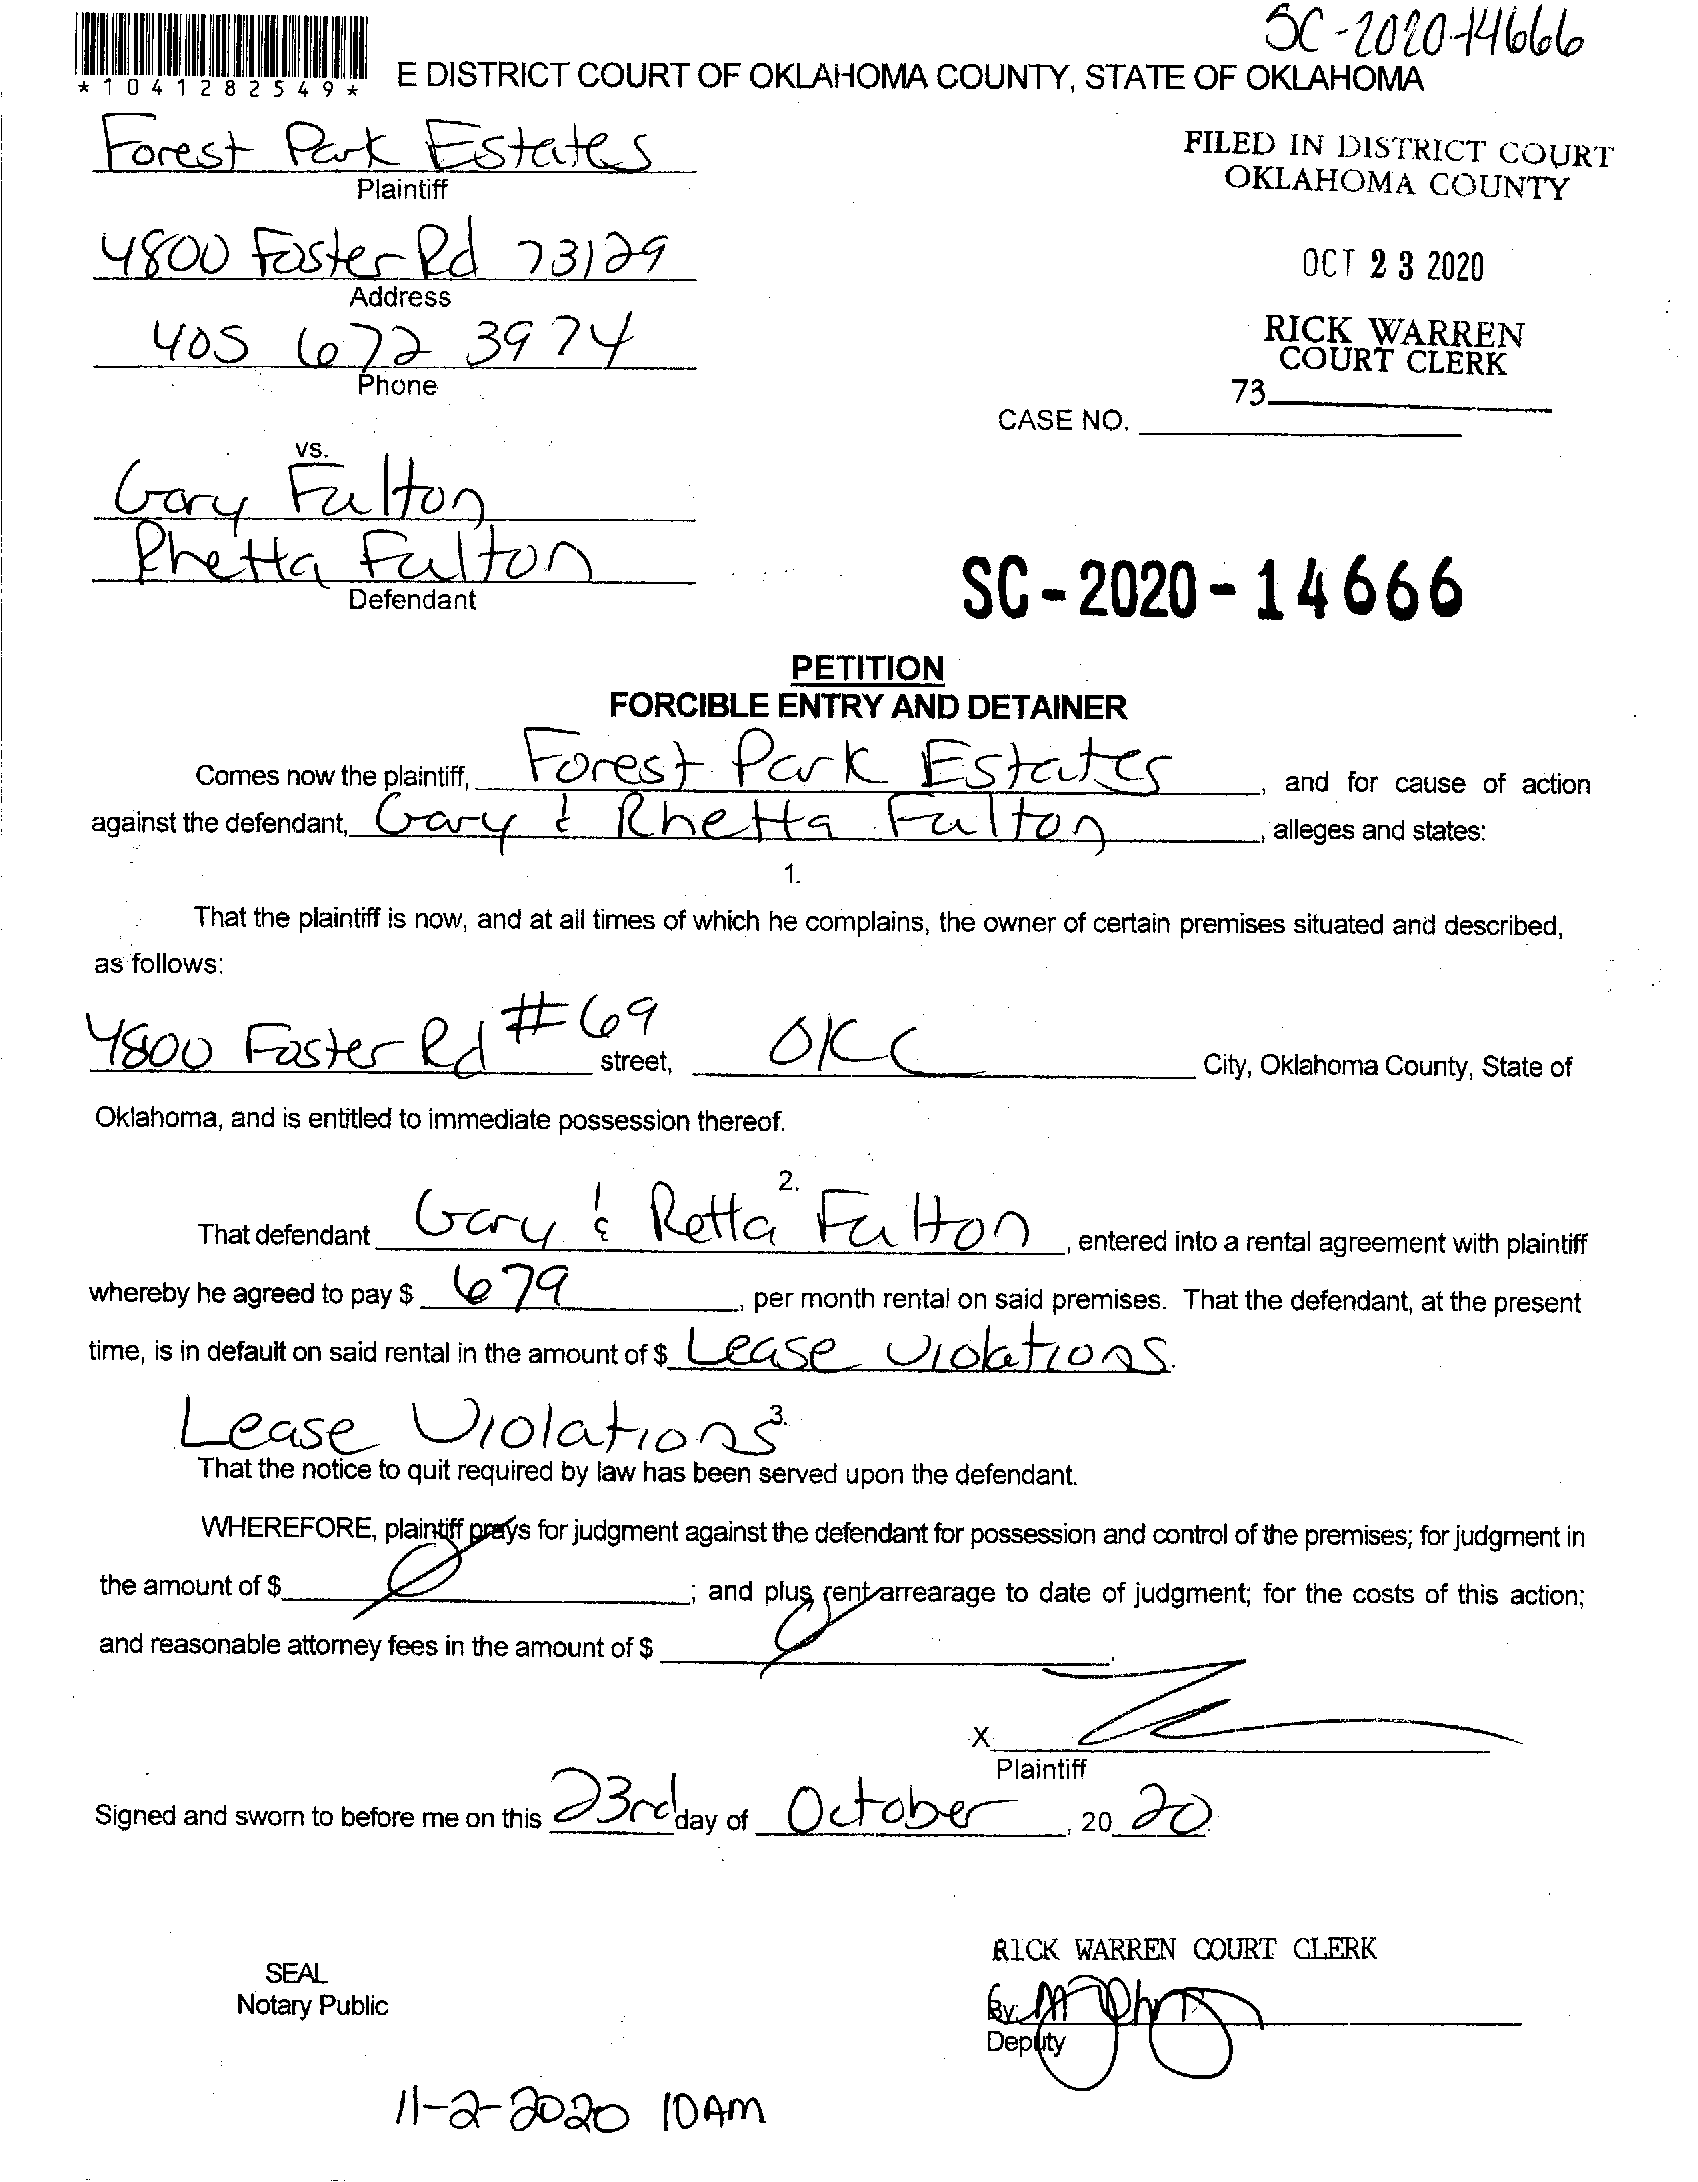 SC-2020-14666
*1041282549*
E DISTRICT COURT OF OKLAHOMA COUNTY, STATE OF OKLAHOMA
Forest Park Estates
Plaintiff
FILED IN DISTRICT COURT
OKLAHOMA COUNTY
4800 Foster Rd 73129
Address
OCT 23 2020
405 672 3974
Phone
RICK WARREN
COURT CLERK
73
CASE NO.
vs.
Gary Fulton
Rhetta Fulton
Defendant
SC-2020-14666
PETITION
FORCIBLE ENTRY AND DETAINER
Comes now the plaintiff, Forest Park Estates, and for cause of action
against the defendant, Gary & Rhetta Fulton, alleges and states:
1.
That the plaintiff is now, and at all times of which he complains, the owner of certain premises situated and described,
as follows:
4800 Foster Rd #69 street, OKC City, Oklahoma County, State of
Oklahoma, and is entitled to immediate possession thereof.
2.
That defendant Gary & Retta Fulton, entered into a rental agreement with plaintiff
whereby he agreed to pay $ 679, per month rental on said premises. That the defendant, at the present
time, is in default on said rental in the amount of $ Lease Violations.
3.
Lease Violations
That the notice to quit required by law has been served upon the defendant.
WHEREFORE, plaintiff prays for judgment against the defendant for possession and control of the premises; for judgment in
the amount of $ Ø; and plus rent arrearage to date of judgment; for the costs of this action;
and reasonable attorney fees in the amount of $ Ø.
X
Plaintiff
Signed and sworn to before me on this 23rd day of October, 20 20.
SEAL
Notary Public
RICK WARREN COURT CLERK
By:
Deputy
11-2-2020 10AM